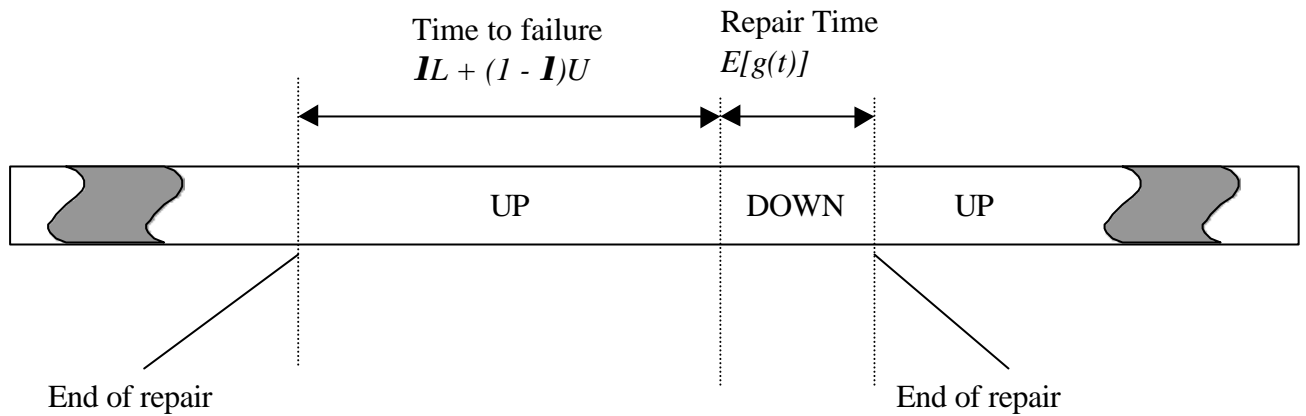 Time to failure
lL + (1 - l)U
Repair Time
E[g(t)]
UP
DOWN
UP
End of repair
End of repair